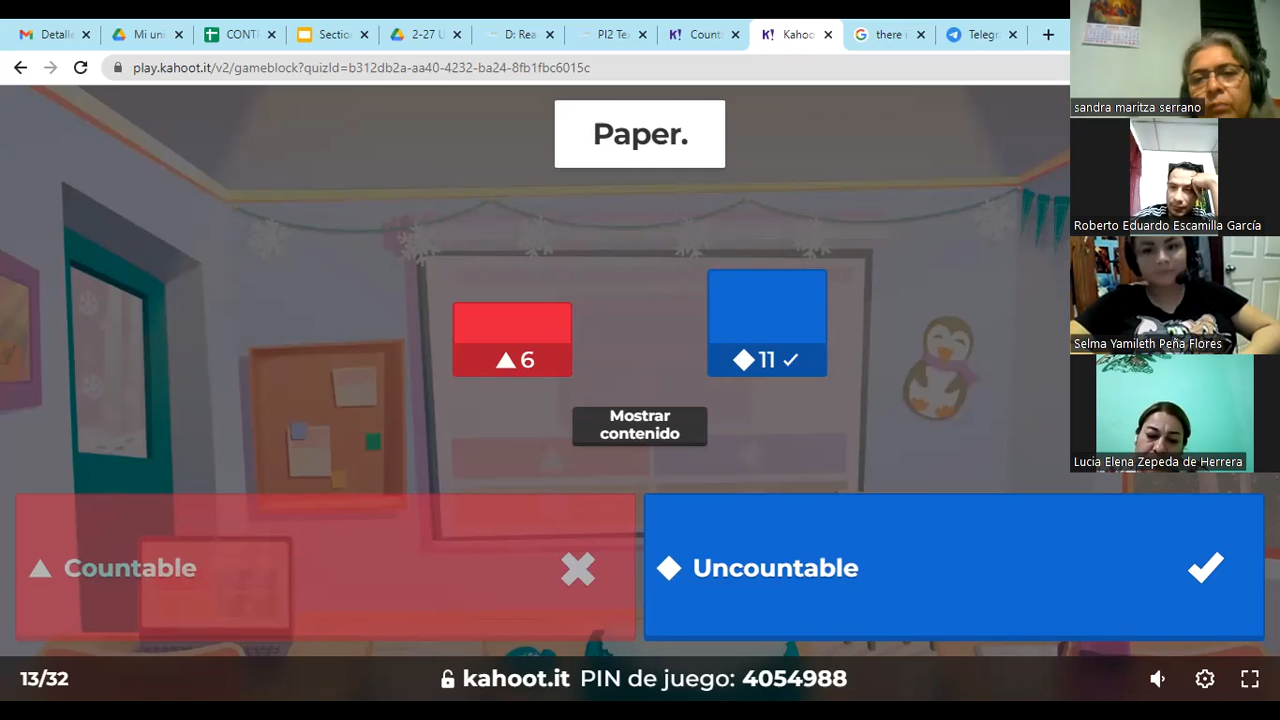 Detalle
Mi uni
CONT
Section
2-27 U
D: Rea
PI2 Tex
K! Count
K! Kahoo
there i
Telegr
play.kahoot.it/v2/gameblock?quizId=b312db2a-aa40-4232-ba24-8fb1fbc6015c
sandra maritza serrano
Roberto Eduardo Escamilla García
Selma Yamileth Peña Flores
Lucia Elena Zepeda de Herrera
Paper.
6
11
Mostrar
contenido
Countable
Uncountable
13/32
kahoot.it PIN de juego: 4054988